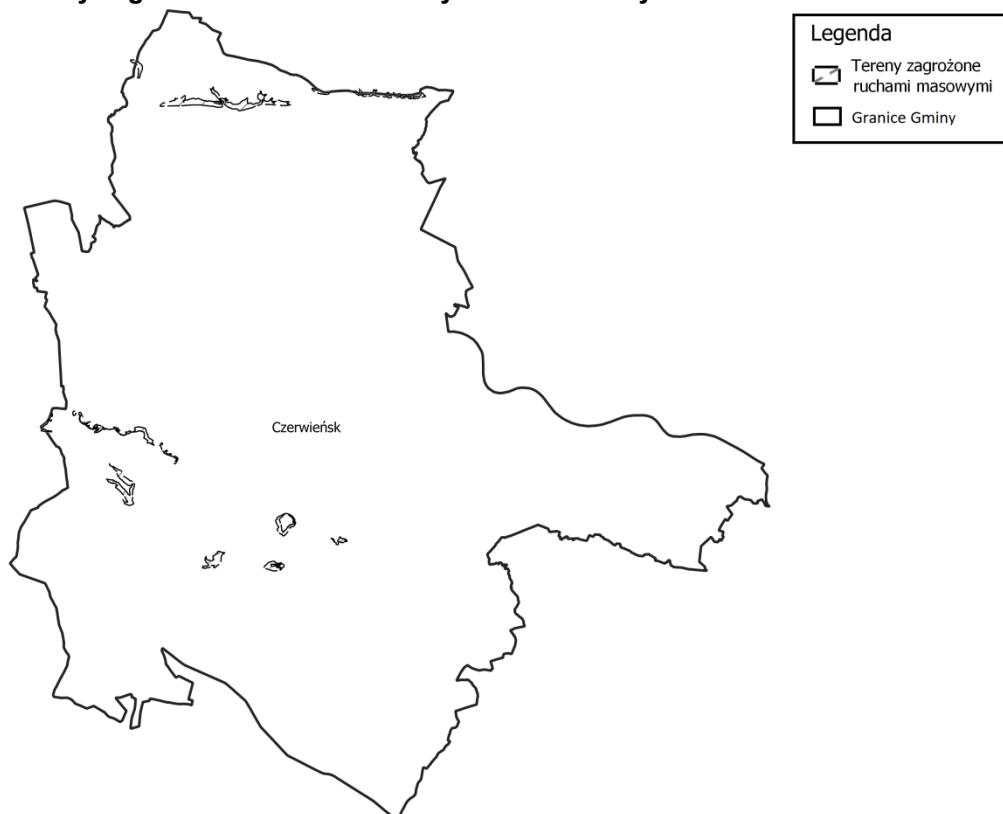 Legenda
Tereny zagrożone
ruchami masowymi
Granice Gminy
Czerwieńsk